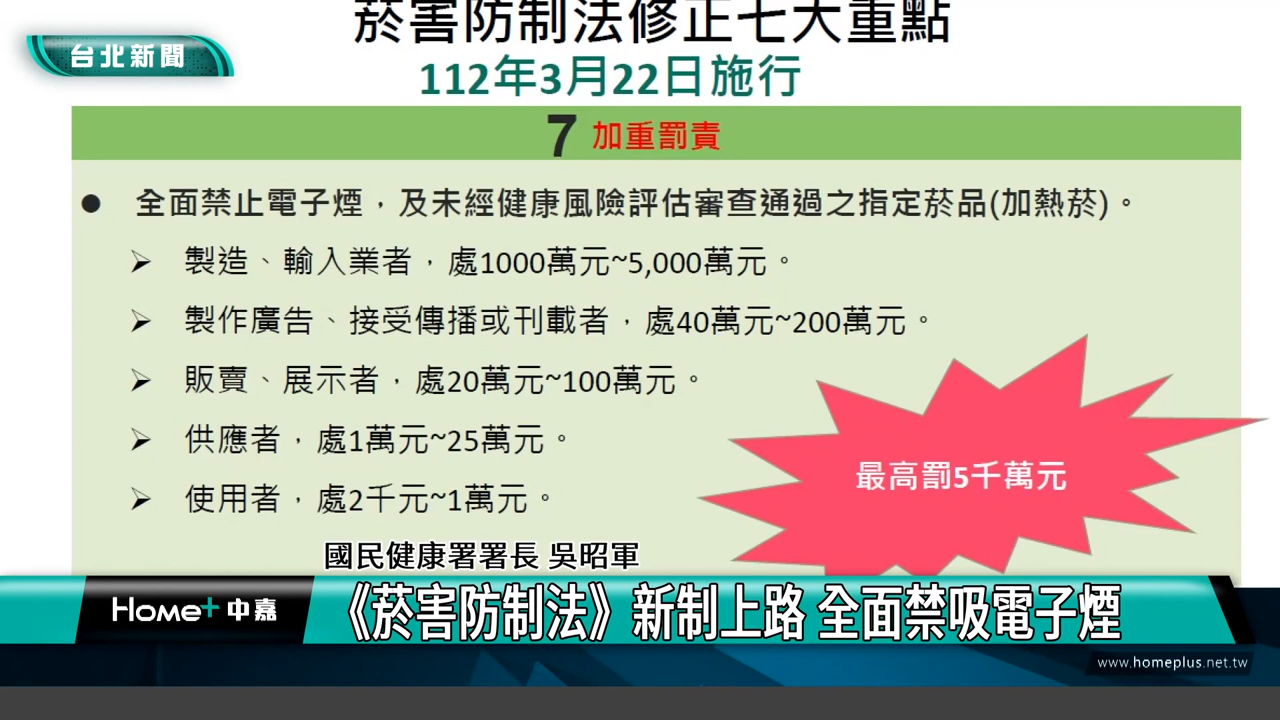 菸害防制法修正七大重點
台北新聞
112年3月22日施行
7 加重罰責
● 全面禁止電子煙，及未經健康風險評估審查通過之指定菸品(加熱菸)。
➢ 製造、輸入業者，處1000萬元~5,000萬元。
➢ 製作廣告、接受傳播或刊載者，處40萬元~200萬元。
➢ 販賣、展示者，處20萬元~100萬元。
➢ 供應者，處1萬元~25萬元。
➢ 使用者，處2千元~1萬元。
最高罰5千萬元
國民健康署署長 吳昭軍
Home+ 中嘉
《菸害防制法》新制上路 全面禁吸電子煙
www.homeplus.net.tw